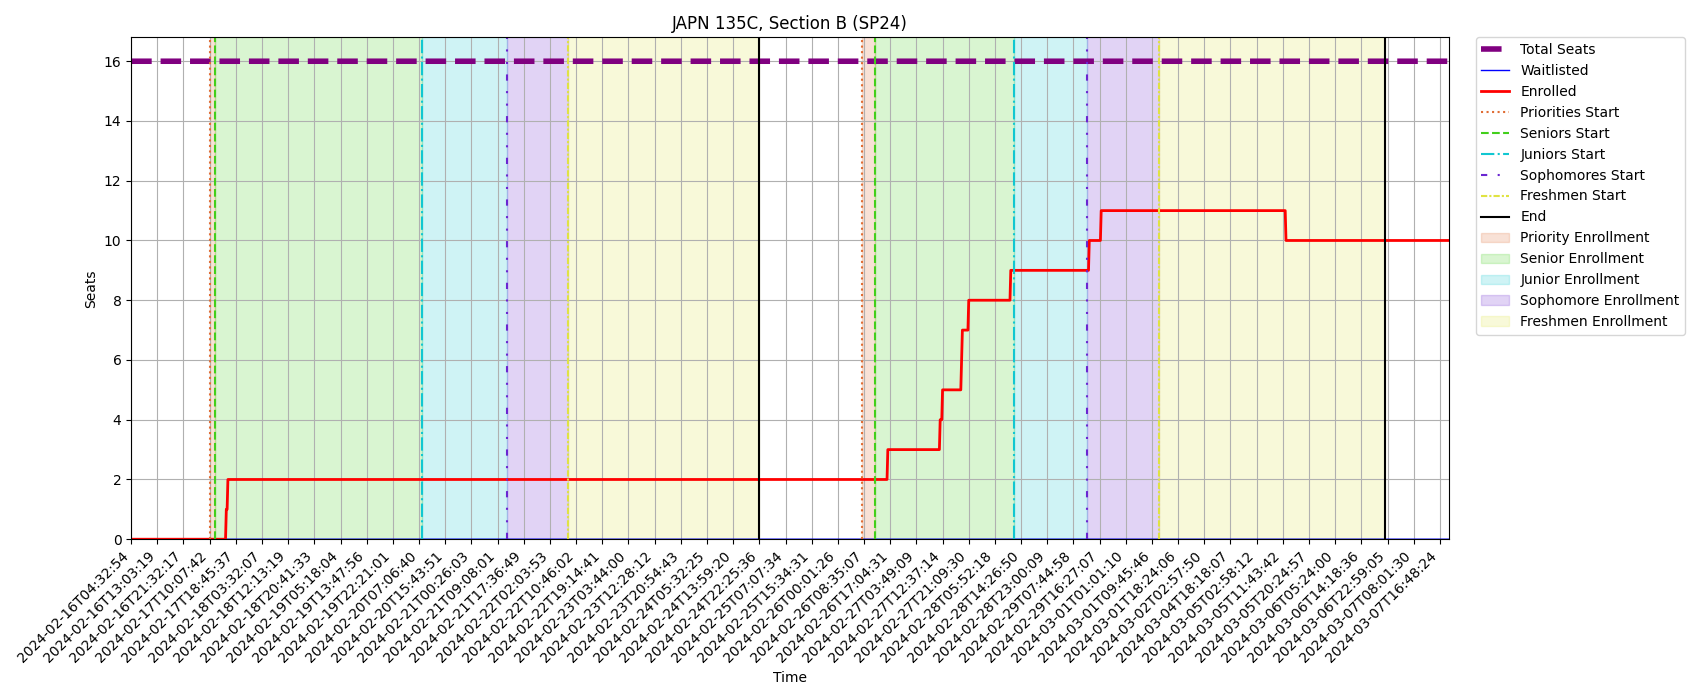 JAPN 135C, Section B (SP24)
Seats
16
14
12
10
8
6
4
2
0
2024-02-16T04:32:54
2024-02-16T13:03:19
2024-02-16T21:32:17
2024-02-17T10:07:42
2024-02-17T18:45:37
2024-02-18T03:32:07
2024-02-18T12:13:19
2024-02-18T20:41:33
2024-02-19T05:18:04
2024-02-19T13:47:56
2024-02-19T22:21:01
2024-02-20T07:06:40
2024-02-20T15:43:51
2024-02-21T00:26:03
2024-02-21T09:08:01
2024-02-21T17:36:49
2024-02-22T02:03:53
2024-02-22T10:46:02
2024-02-22T19:14:41
2024-02-23T03:44:00
2024-02-23T12:28:12
2024-02-23T20:54:43
2024-02-24T05:32:25
2024-02-24T13:59:20
2024-02-24T22:25:36
2024-02-25T07:07:34
2024-02-25T15:34:31
2024-02-26T00:01:26
2024-02-26T08:35:07
2024-02-26T17:04:31
2024-02-27T03:49:09
2024-02-27T12:37:14
2024-02-27T21:09:30
2024-02-28T05:52:18
2024-02-28T14:26:50
2024-02-28T23:00:09
2024-02-29T07:44:58
2024-02-29T16:27:07
2024-03-01T01:01:10
2024-03-01T09:45:46
2024-03-01T18:24:06
2024-03-02T02:57:50
2024-03-04T18:18:07
2024-03-05T02:58:12
2024-03-05T11:43:42
2024-03-05T20:24:57
2024-03-06T05:24:00
2024-03-06T14:18:36
2024-03-06T22:59:05
2024-03-07T08:01:30
2024-03-07T16:48:24
Time
Total Seats
Waitlisted
Enrolled
Priorities Start
Seniors Start
Juniors Start
Sophomores Start
Freshmen Start
End
Priority Enrollment
Senior Enrollment
Junior Enrollment
Sophomore Enrollment
Freshmen Enrollment